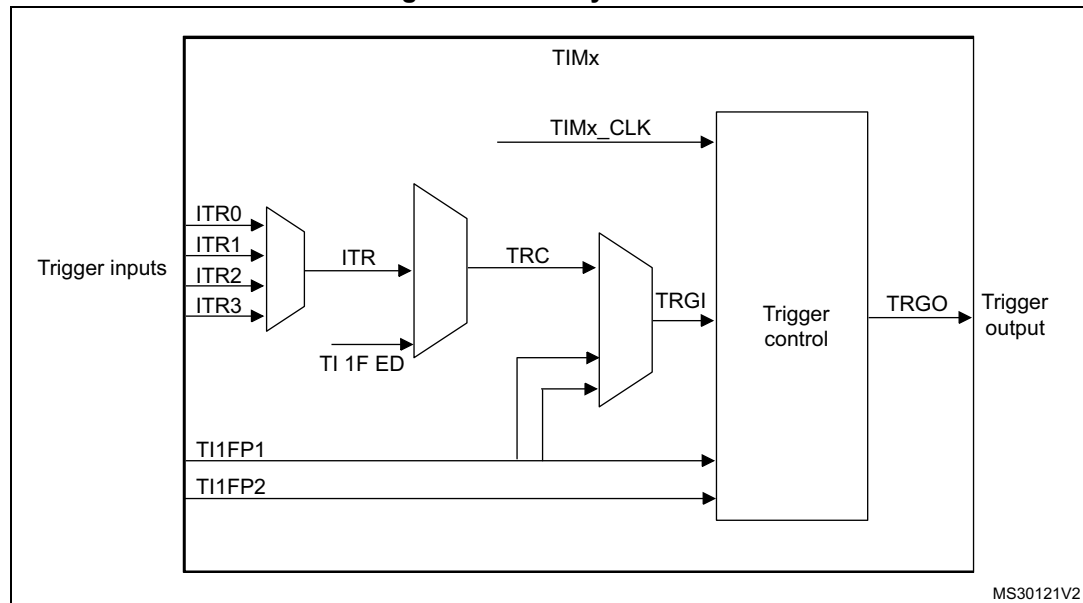 TIMx
TIMx_CLK
ITR0
ITR1
ITR2
ITR3
Trigger inputs
ITR
TRC
TRGI
TI 1F ED
Trigger
control
TRGO
Trigger
output
TI1FP1
TI1FP2
MS30121V2